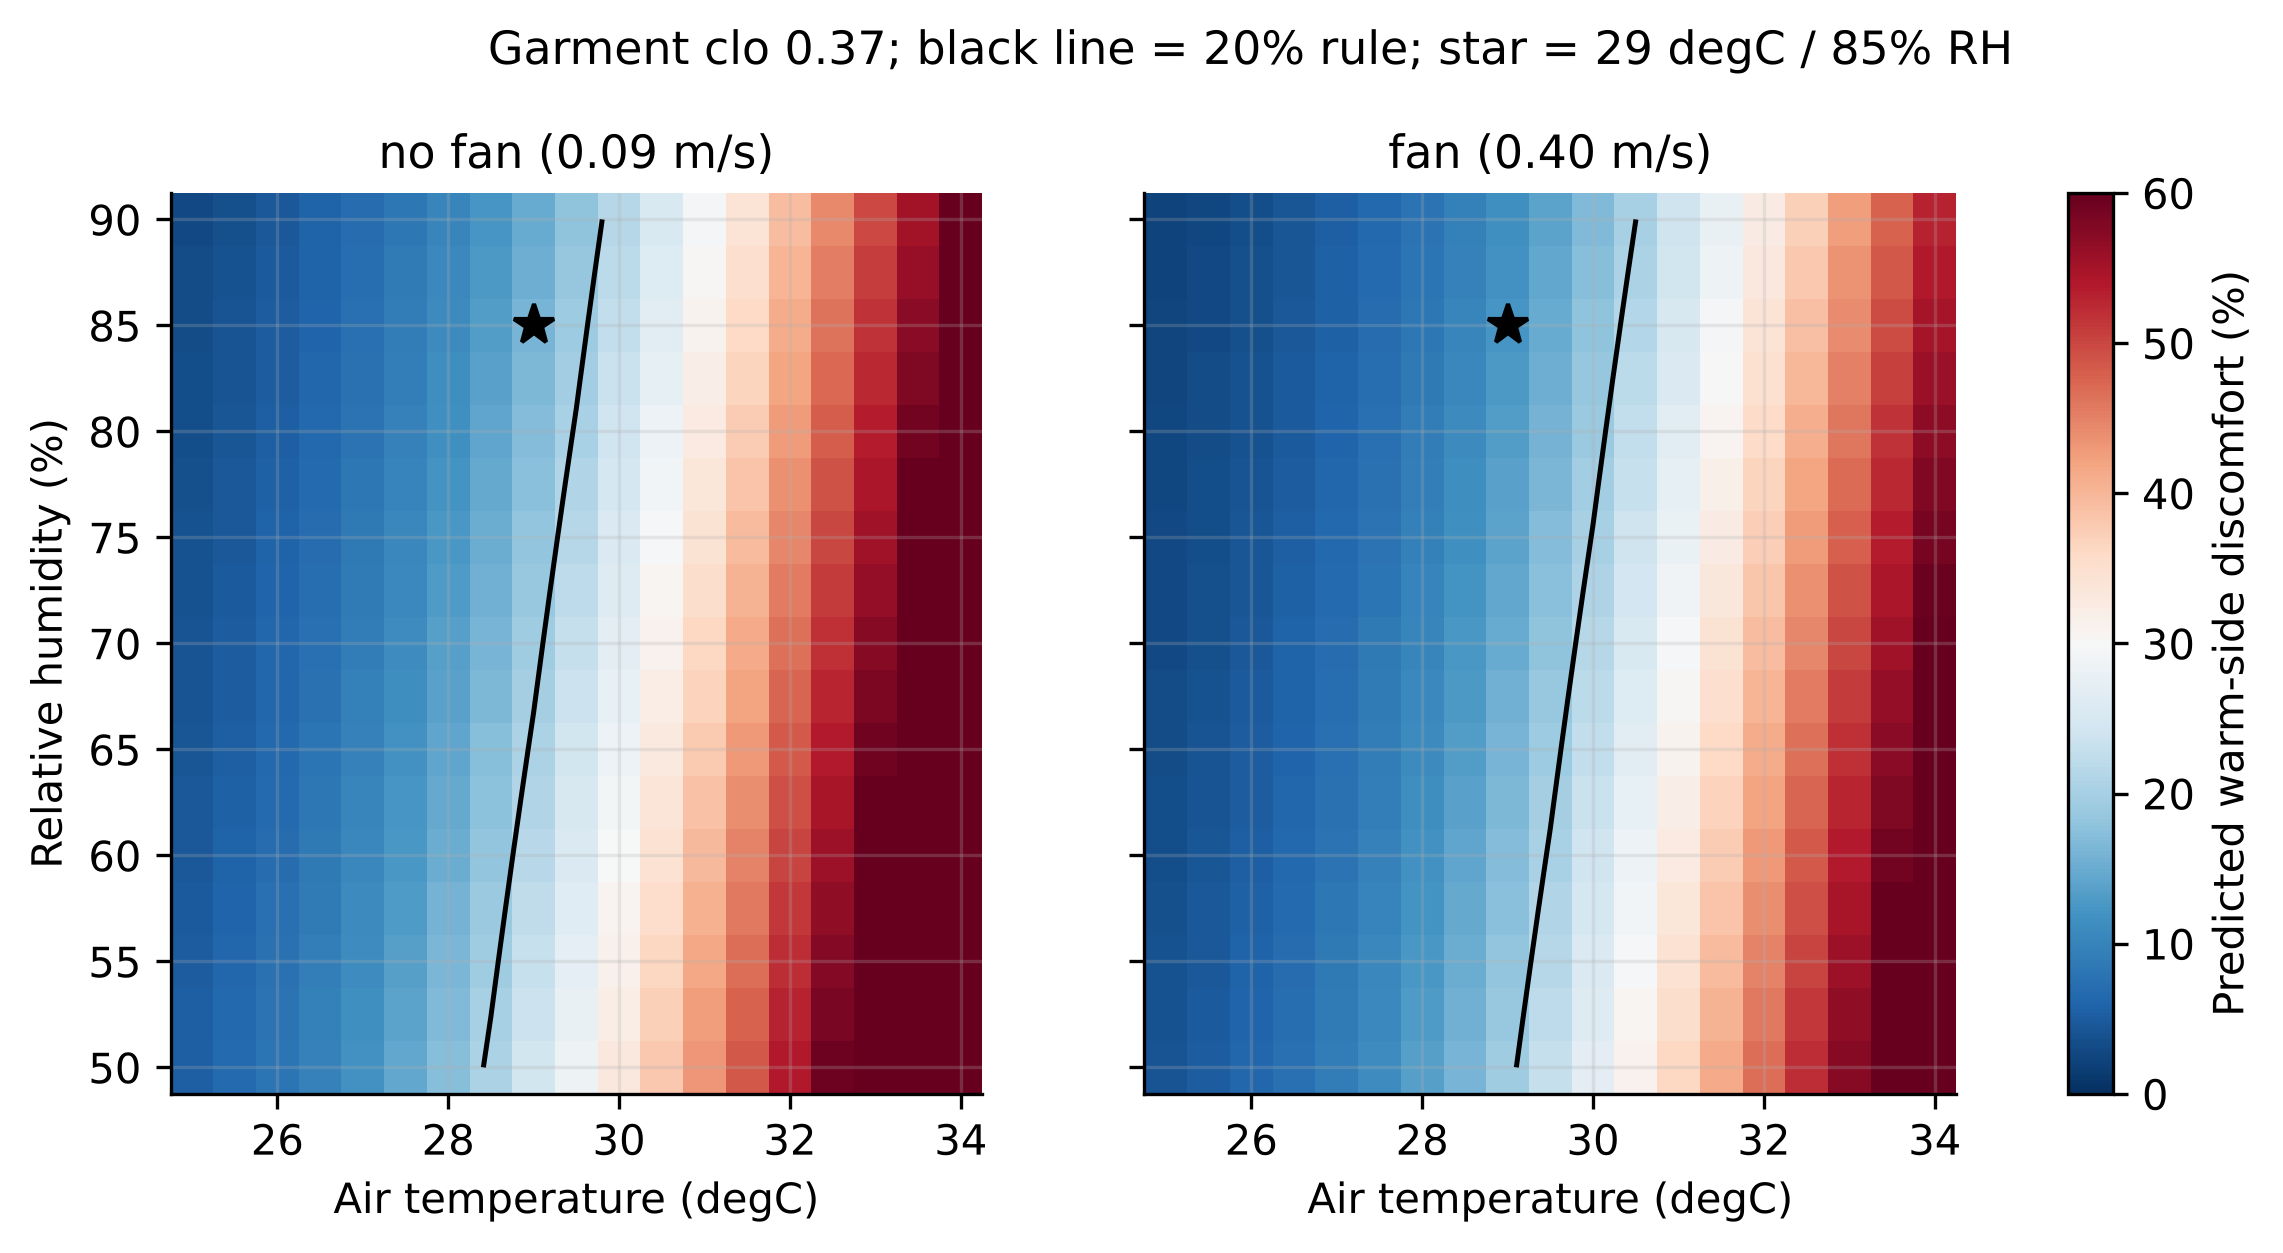 Garment clo 0.37; black line = 20% rule; star = 29 degC / 85% RH
no fan (0.09 m/s)
fan (0.40 m/s)
Relative humidity (%)
90
85
80
75
70
65
60
55
50
26 28 30 32 34
Air temperature (degC)
26 28 30 32 34
Air temperature (degC)
60
50
40
30
20
10
0
Predicted warm-side discomfort (%)